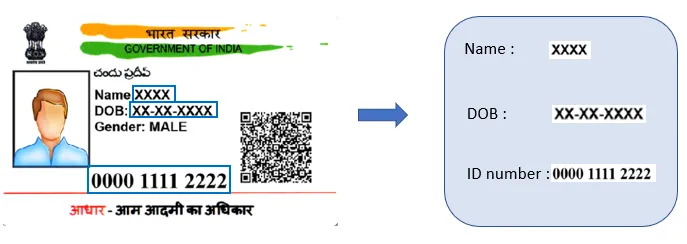 भारत सरकार
GOVERNMENT OF INDIA
చందు ప్రదీప్
Name XXXX
DOB: XX-XX-XXXX
Gender: MALE
0000 1111 2222
आधार - आम आदमी का अधिकार
Name : XXXX
DOB : XX-XX-XXXX
ID number : 0000 1111 2222